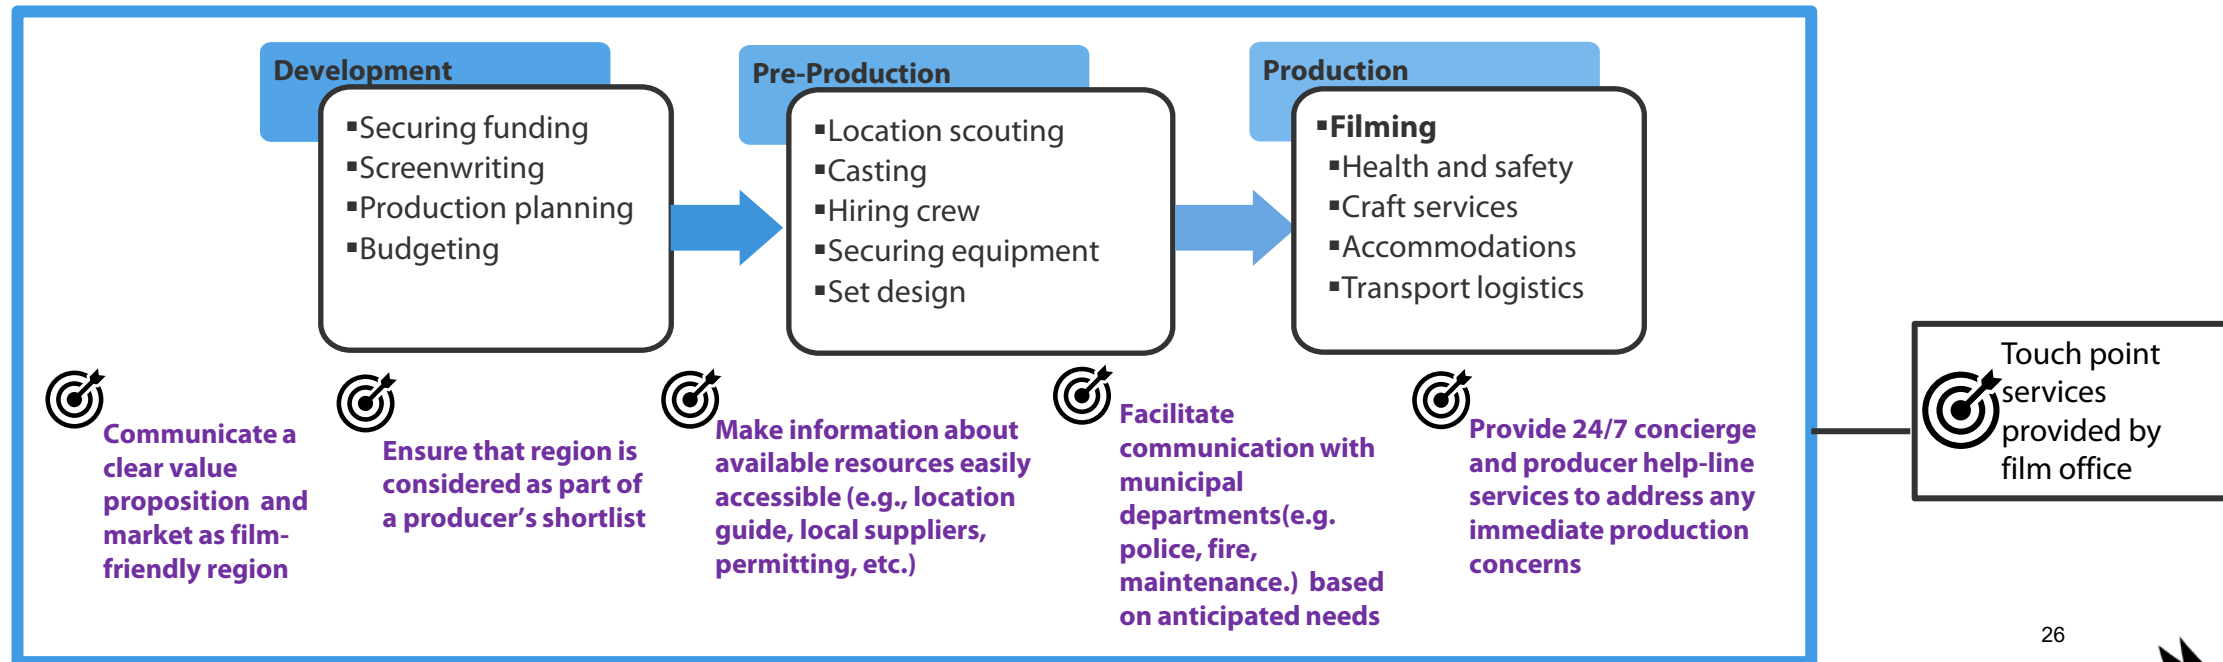 Development
▪Securing funding
▪Screenwriting
▪Production planning
▪Budgeting
Pre-Production
▪Location scouting
▪Casting
▪Hiring crew
▪Securing equipment
▪Set design
Production
▪Filming
▪Health and safety
▪Craft services
▪Accommodations
▪Transport logistics
Communicate a
clear value
proposition and
market as film-
friendly region
Ensure that region is
considered as part of
a producer’s shortlist
Make information about
available resources easily
accessible (e.g., location
guide, local suppliers,
permitting, etc.)
Facilitate
communication with
municipal
departments(e.g.
police, fire,
maintenance.) based
on anticipated needs
Provide 24/7 concierge
and producer help-line
services to address any
immediate production
concerns
Touch point
services
provided by
film office
26